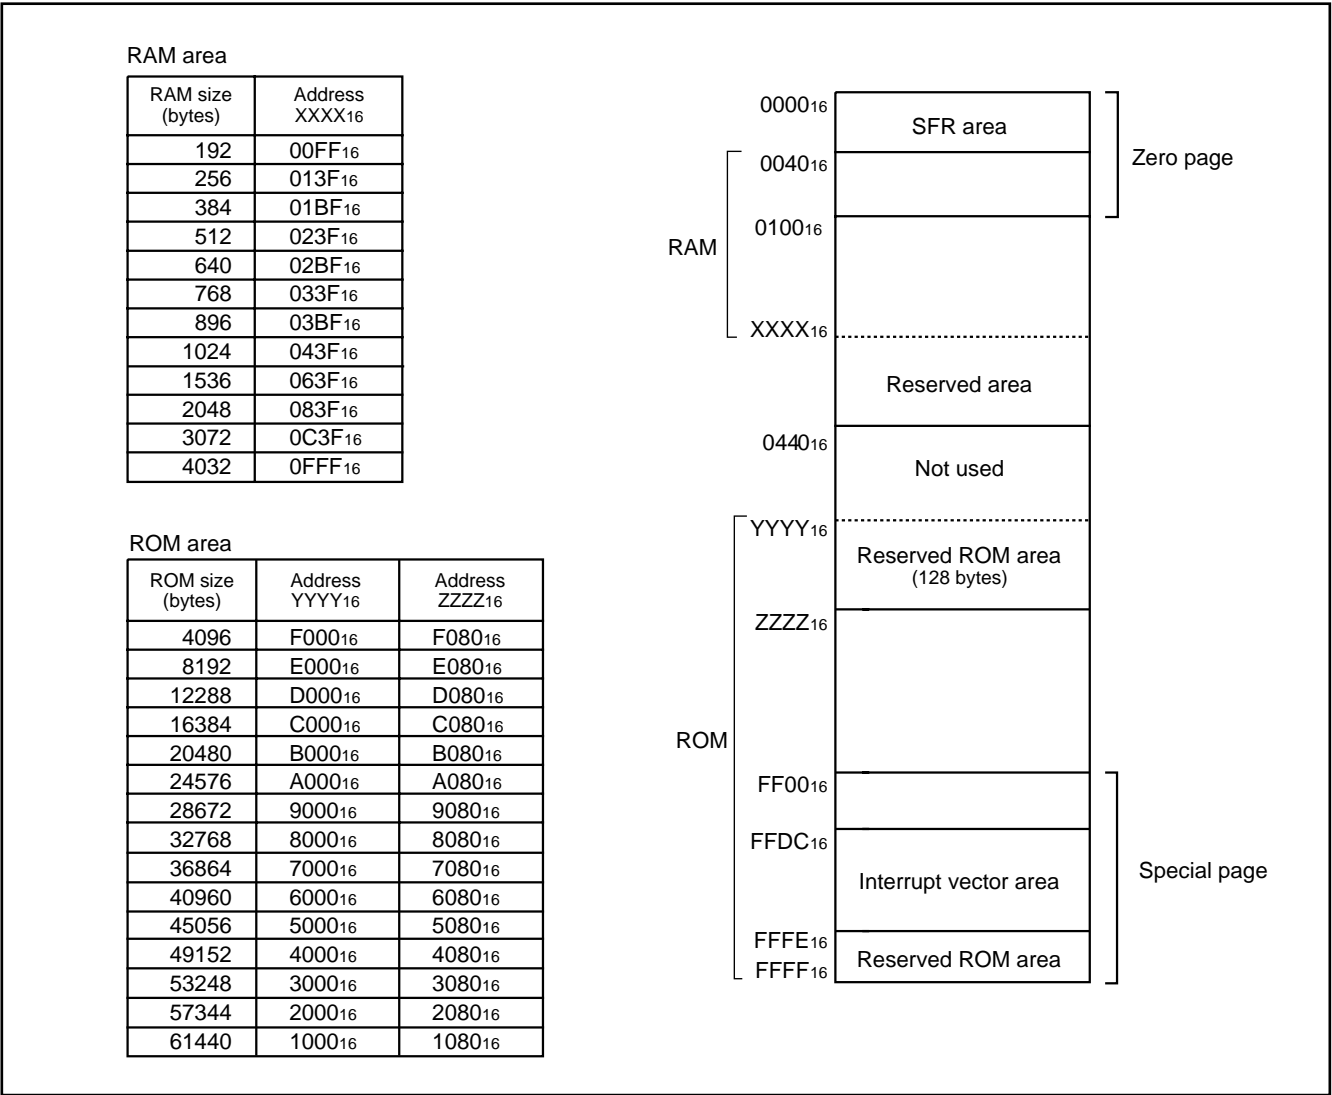 RAM area
RAM size
(bytes)
Address
XXXX16
192 00FF16
256 013F16
384 01BF16
512 023F16
640 02BF16
768 033F16
896 03BF16
1024 043F16
1536 063F16
2048 083F16
3072 0C3F16
4032 0FFF16
ROM area
ROM size
(bytes)
Address
YYYY16
Address
ZZZZ16
4096 F00016 F08016
8192 E00016 E08016
12288 D00016 D08016
16384 C00016 C08016
20480 B00016 B08016
24576 A00016 A08016
28672 900016 908016
32768 800016 808016
36864 700016 708016
40960 600016 608016
45056 500016 508016
49152 400016 408016
53248 300016 308016
57344 200016 208016
61440 100016 108016
000016
SFR area
Zero page
004016
010016
RAM
XXXX16
Reserved area
044016
Not used
YYYY16
Reserved ROM area
(128 bytes)
ZZZZ16
ROM
FF0016
FFDC16
Interrupt vector area
Special page
FFFE16
Reserved ROM area
FFFF16